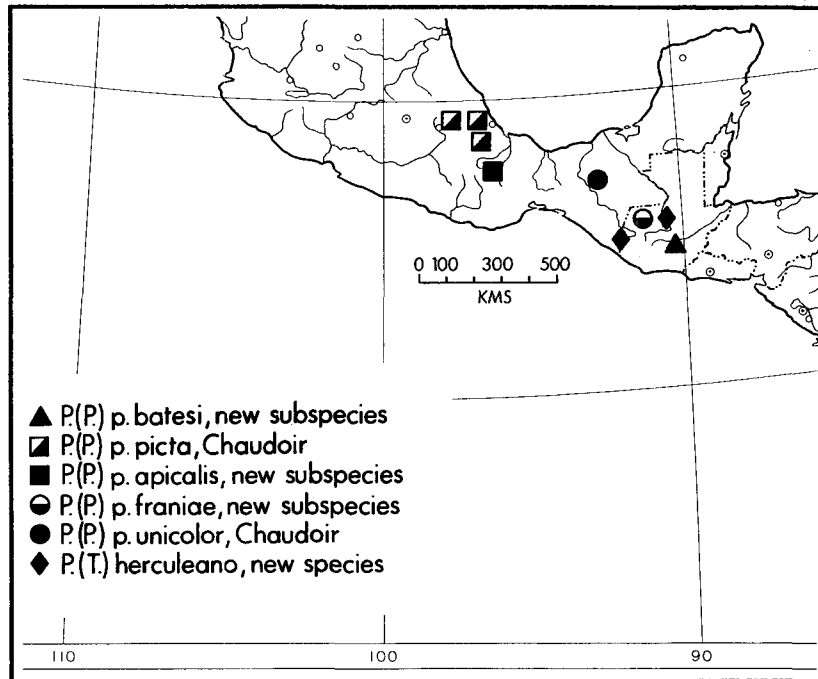 0 100 300 500
KMS
P.(P.) p. batesi, new subspecies
P.(P.) p. picta, Chaudoir
P.(P.) p. apicalis, new subspecies
P.(P.) p. franiae, new subspecies
P.(P.) p. unicolor, Chaudoir
P.(T.) herculeano, new species
110 100 90